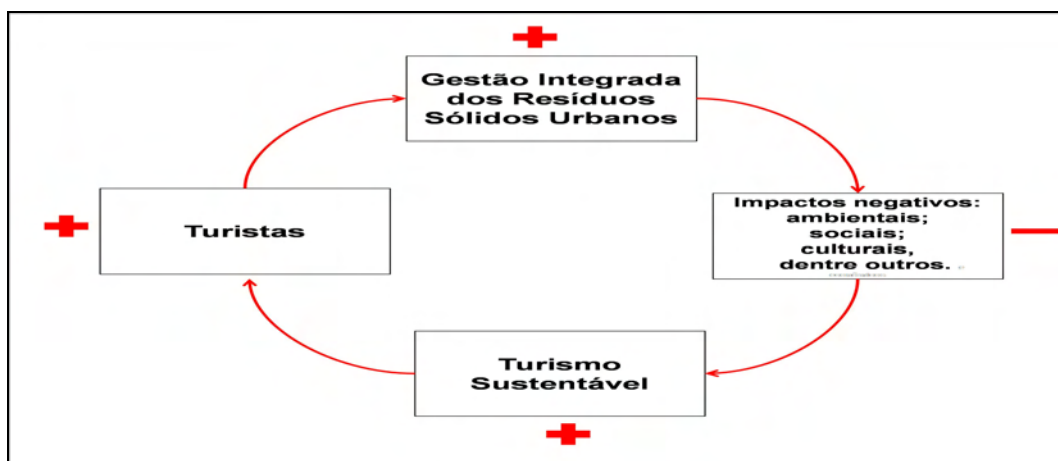 Gestão Integrada
dos Resíduos
Sólidos Urbanos
Turistas
Impactos negativos:
ambientais;
sociais;
culturais,
dentre outros.
Turismo
Sustentável